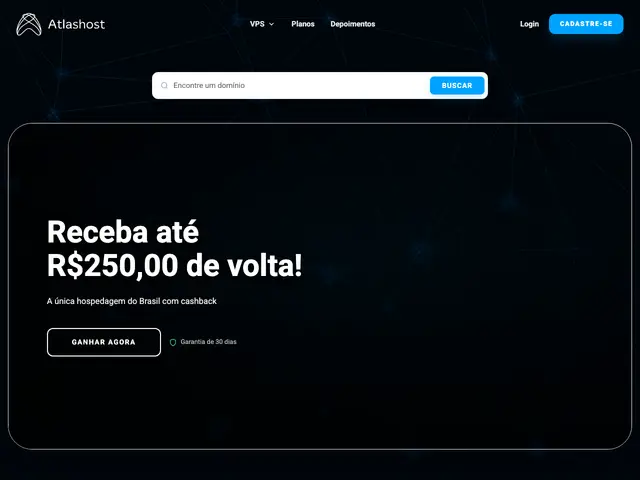 Atlashost
VPS
Planos
Depoimentos
Login
CADASTRE-SE
Encontre um domínio
BUSCAR
Receba até
R$250,00 de volta!
A única hospedagem do Brasil com cashback
GANHAR AGORA
Garantia de 30 dias